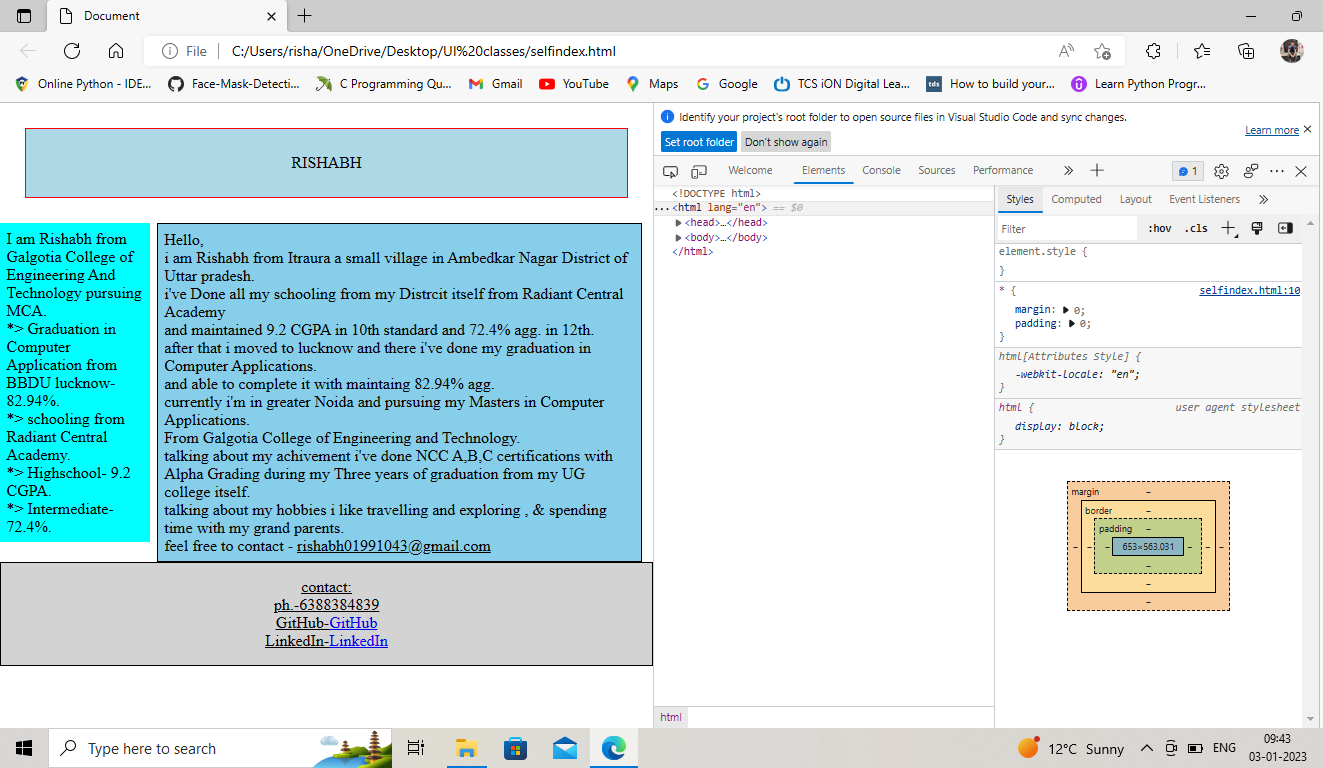 Document
File
C:/Users/risha/OneDrive/Desktop/UI%20classes/selfindex.html
Online Python - IDE...
Face-Mask-Detecti...
C Programming Qu...
Gmail
YouTube
Maps
Google
TCS iON Digital Lea...
tds
How to build your...
Learn Python Progr...
RISHABH
I am Rishabh from
Galgotia College of
Engineering And
Technology pursuing
MCA.
*> Graduation in
Computer
Application from
BBDU lucknow-
82.94%.
*> schooling from
Radiant Central
Academy.
*> Highschool- 9.2
CGPA.
*> Intermediate-
72.4%.
Hello,
i am Rishabh from Itraura a small village in Ambedkar Nagar District of
Uttar pradesh.
i've Done all my schooling from my Distrcit itself from Radiant Central
Academy
and maintained 9.2 CGPA in 10th standard and 72.4% agg. in 12th.
after that i moved to lucknow and there i've done my graduation in
Computer Applications.
and able to complete it with maintaing 82.94% agg.
currently i'm in greater Noida and pursuing my Masters in Computer
Applications.
From Galgotia College of Engineering and Technology.
talking about my achivement i've done NCC A,B,C certifications with
Alpha Grading during my Three years of graduation from my UG
college itself.
talking about my hobbies i like travelling and exploring , & spending
time with my grand parents.
feel free to contact - rishabh01991043@gmail.com
contact:
ph.-6388384839
GitHub-GitHub
LinkedIn-LinkedIn
Identify your project's root folder to open source files in Visual Studio Code and sync changes.
Learn more
Set root folder
Don't show again
Welcome
Elements
Console
Sources
Performance
1
<!DOCTYPE html>
...<html lang="en"> == $0
<head>…</head>
<body>…</body>
</html>
html
Styles
Computed
Layout
Event Listeners
Filter
:hov
.cls
element.style {
}
* {
selfindex.html:10
margin: 0;
padding: 0;
}
html[Attributes Style] {
-webkit-locale: "en";
}
html {
user agent stylesheet
display: block;
}
margin
–
border
–
padding
–
– – – 653×563.031 – – –
–
–
–
Type here to search
12°C Sunny
ENG
09:43
03-01-2023